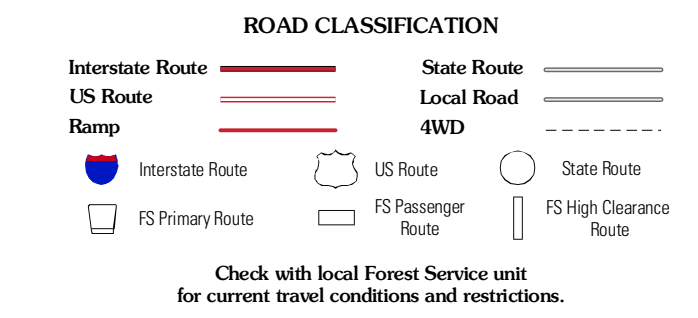 ROAD CLASSIFICATION
Interstate Route
State Route
US Route
Local Road
Ramp
4WD
Interstate Route
US Route
State Route
FS Primary Route
FS Passenger
Route
FS High Clearance
Route
Check with local Forest Service unit
for current travel conditions and restrictions.